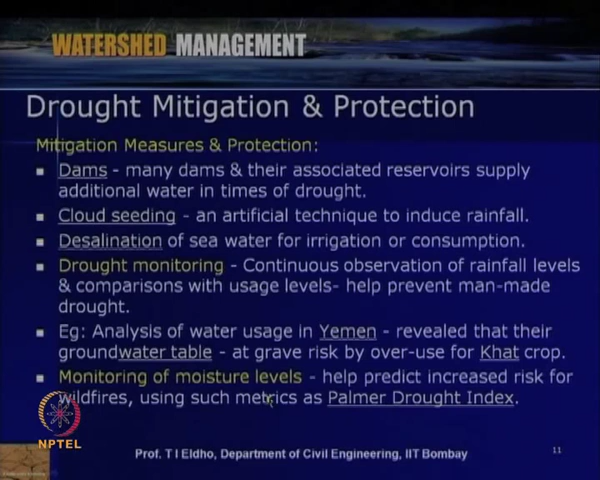 WATERSHED MANAGEMENT
Drought Mitigation & Protection
Mitigation Measures & Protection:
▪ Dams - many dams & their associated reservoirs supply
additional water in times of drought.
▪ Cloud seeding - an artificial technique to induce rainfall.
▪ Desalination of sea water for irrigation or consumption.
▪ Drought monitoring - Continuous observation of rainfall levels
& comparisons with usage levels- help prevent man-made
drought.
▪ Eg: Analysis of water usage in Yemen - revealed that their
groundwater table - at grave risk by over-use for Khat crop.
▪ Monitoring of moisture levels - help predict increased risk for
wildfires, using such metrics as Palmer Drought Index.
NPTEL
Prof. T I Eldho, Department of Civil Engineering, IIT Bombay
11